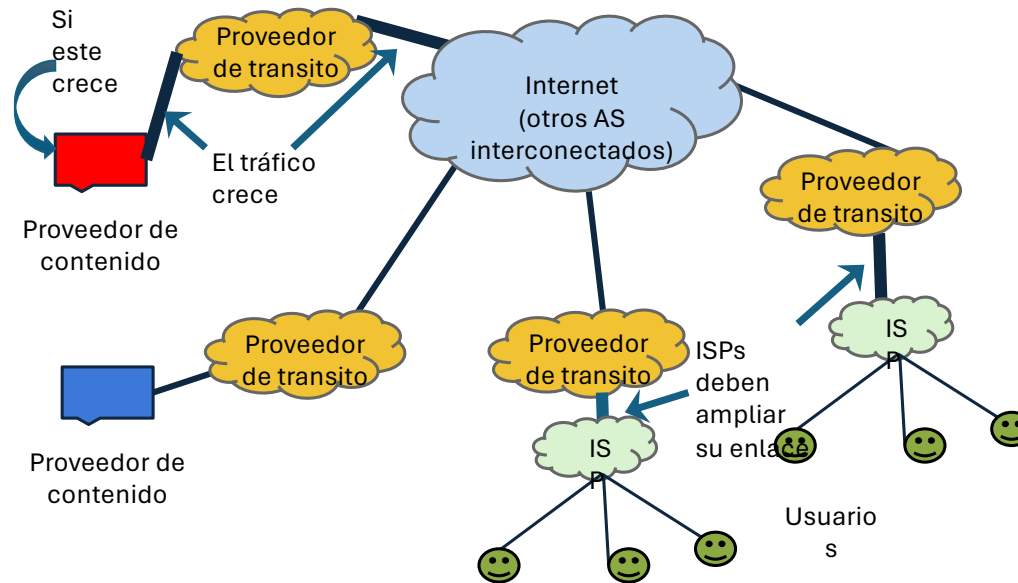 Si
este
crece
Proveedor
de transito
Internet
(otros AS
interconectados)
El tráfico
crece
Proveedor de
contenido
Proveedor
de transito
Proveedor
de transito
Proveedor
de transito
ISPs
deben
ampliar
su enlace
IS
P
IS
P
Proveedor de
contenido
Usuario
s